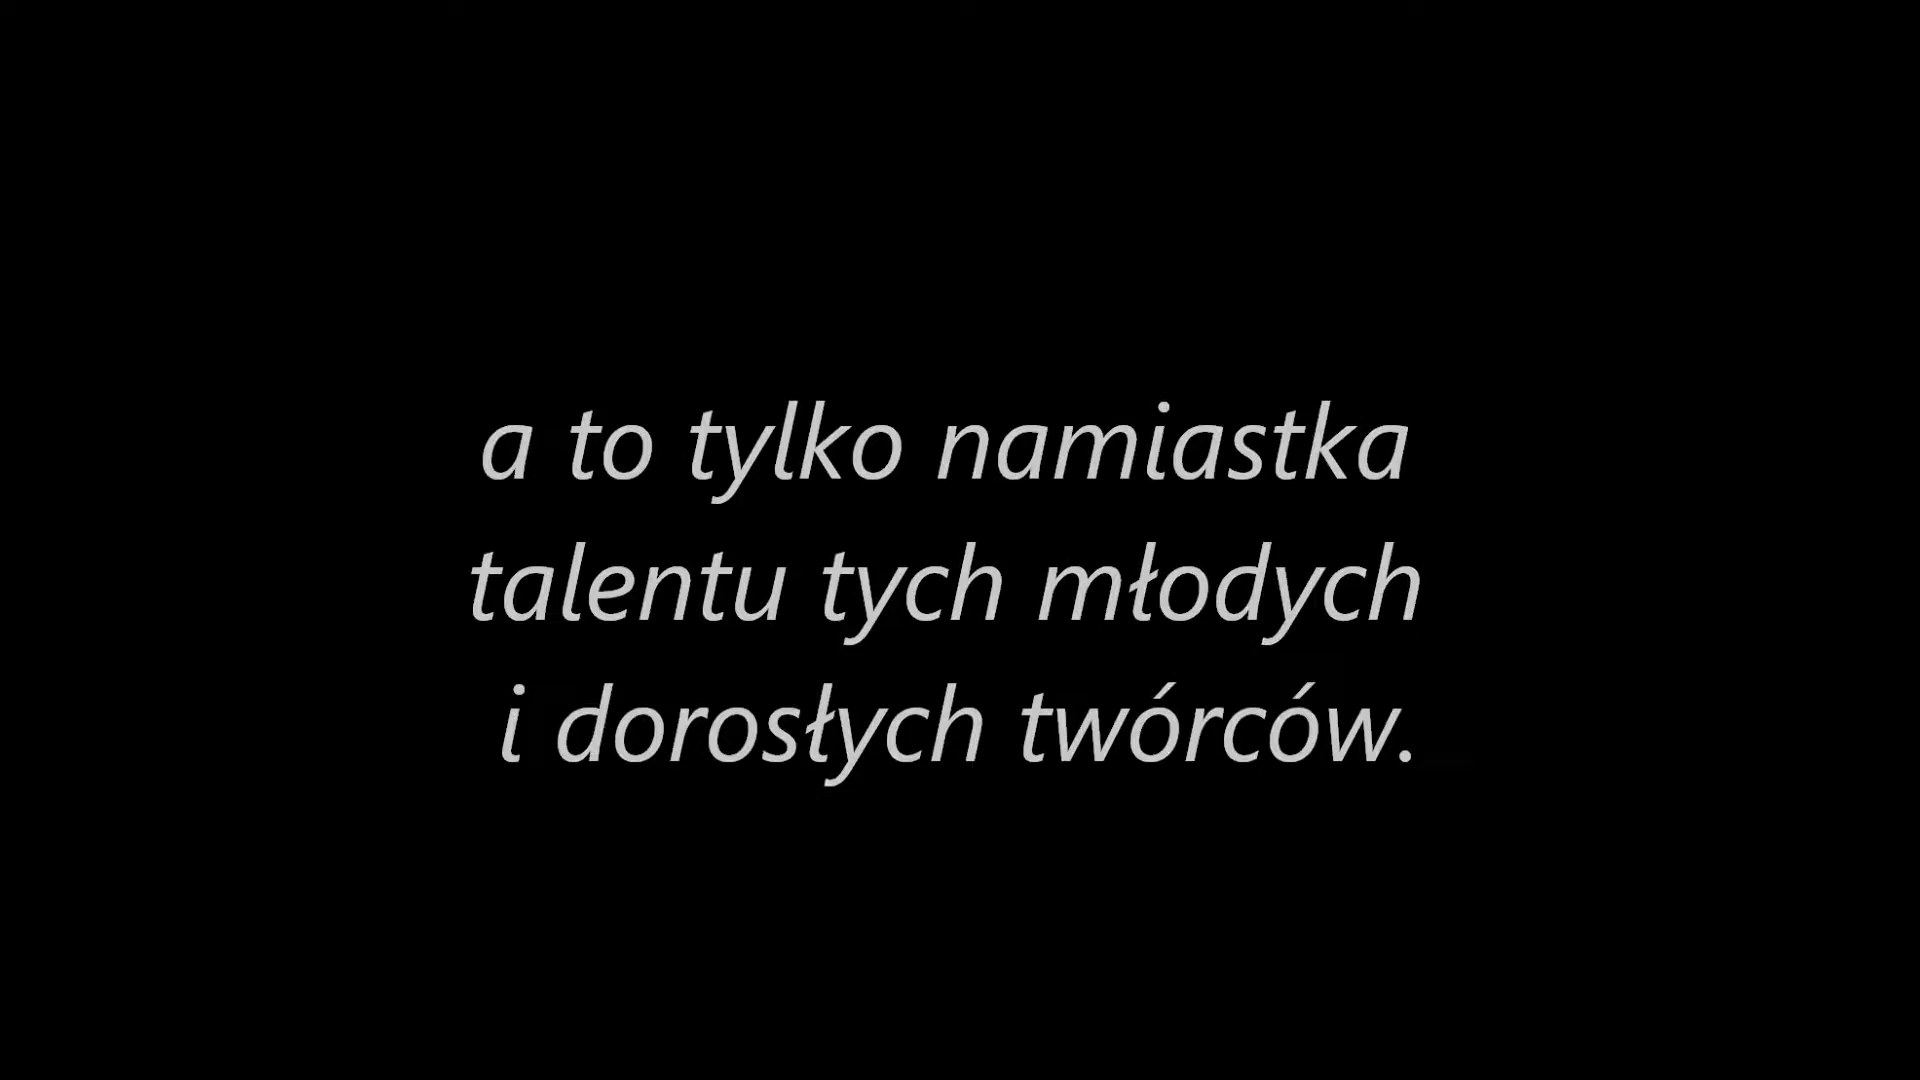 a to tylko namiastka
talentu tych młodych
i dorosłych twórców.